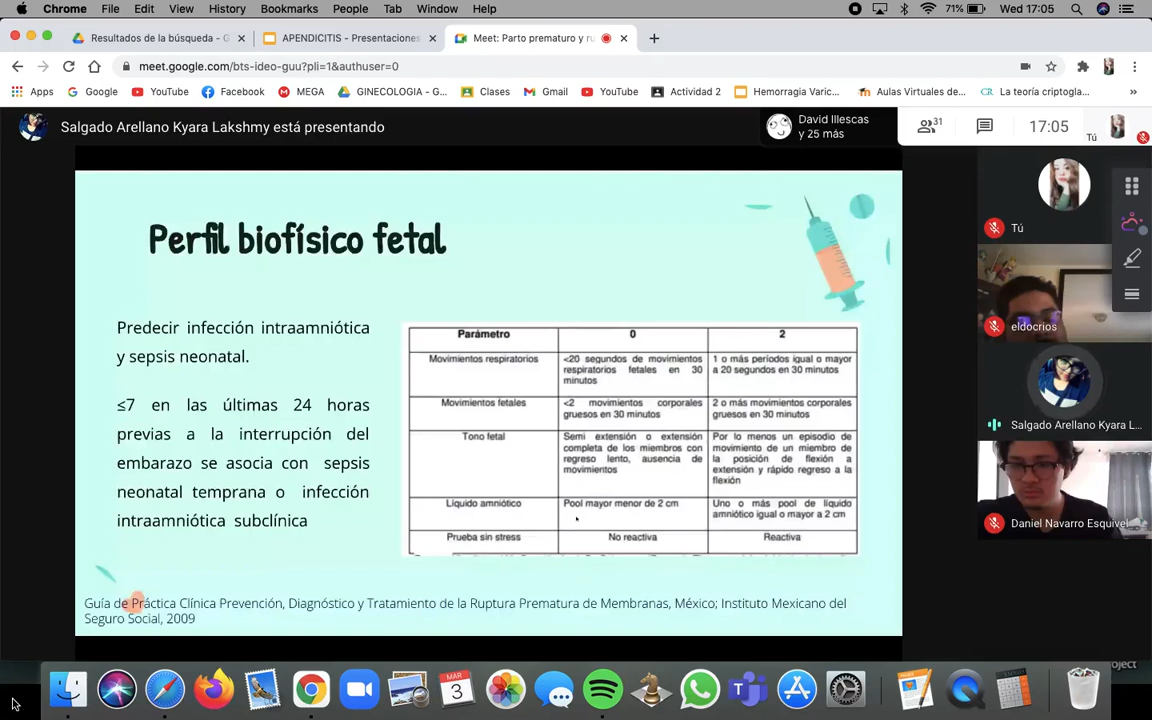 Chrome File Edit View History Bookmarks People Tab Window Help 71% Wed 17:05
Resultados de la búsqueda - G
APENDICITIS - Presentaciones
Meet: Parto prematuro y ru
meet.google.com/bts-ideo-guu?pli=1&authuser=0
Apps Google YouTube Facebook MEGA GINECOLOGIA - G... Clases Gmail YouTube Actividad 2 Hemorragia Varic... Aulas Virtuales de... La teoría criptogla... »
Salgado Arellano Kyara Lakshmy está presentando
David Illescas
y 25 más
31
17:05
Tú
Tú
eldocrios
Salgado Arellano Kyara L...
Daniel Navarro Esquivel
Perfil biofísico fetal
Predecir infección intraamniótica
y sepsis neonatal.
≤7 en las últimas 24 horas
previas a la interrupción del
embarazo se asocia con sepsis
neonatal temprana o infección
intraamniótica subclínica
Parámetro 0 2
Movimientos respiratorios
<20 segundos de movimientos
respiratorios fetales en 30
minutos
1 o más períodos igual o mayor
a 20 segundos en 30 minutos
Movimientos fetales
<2 movimientos corporales
gruesos en 30 minutos
2 o más movimientos corporales
gruesos en 30 minutos
Tono fetal
Semi extensión o extensión
completa de los miembros con
regreso lento, ausencia de
movimientos
Por lo menos un episodio de
movimiento de un miembro de
la posición de flexión a
extensión y rápido regreso a la
flexión
Líquido amniótico
Pool mayor menor de 2 cm
Uno o más pool de líquido
amniótico igual o mayor a 2 cm
Prueba sin stress No reactiva Reactiva
Guía de Práctica Clínica Prevención, Diagnóstico y Tratamiento de la Ruptura Prematura de Membranas, México; Instituto Mexicano del
Seguro Social, 2009
MAR
3